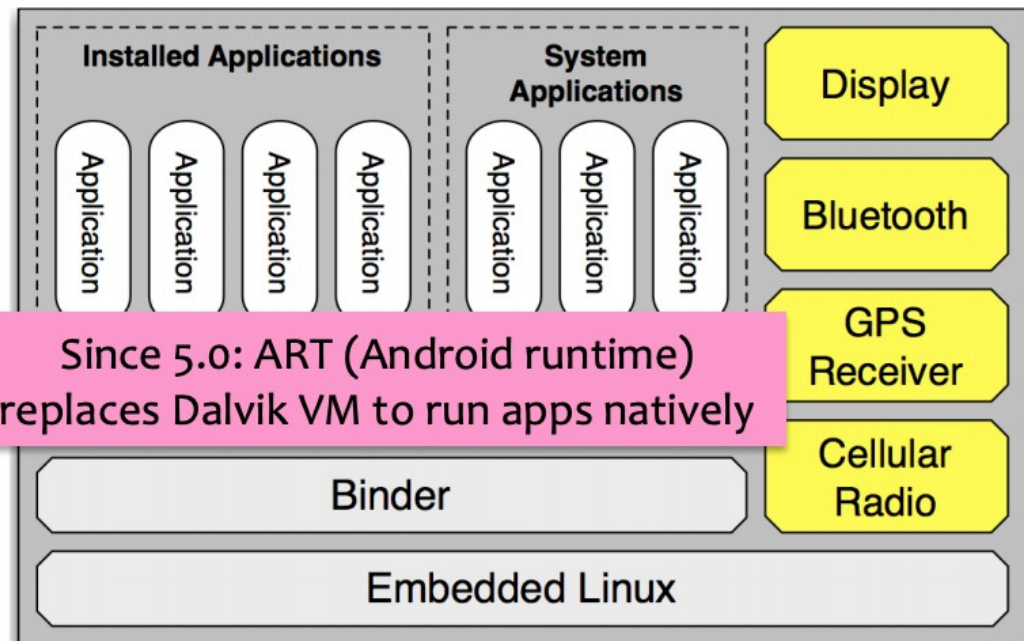 Installed Applications
System
Applications
Application
Application
Application
Application
Application
Application
Application
Display
Bluetooth
GPS
Receiver
Cellular
Radio
Since 5.0: ART (Android runtime)
replaces Dalvik VM to run apps natively
Binder
Embedded Linux